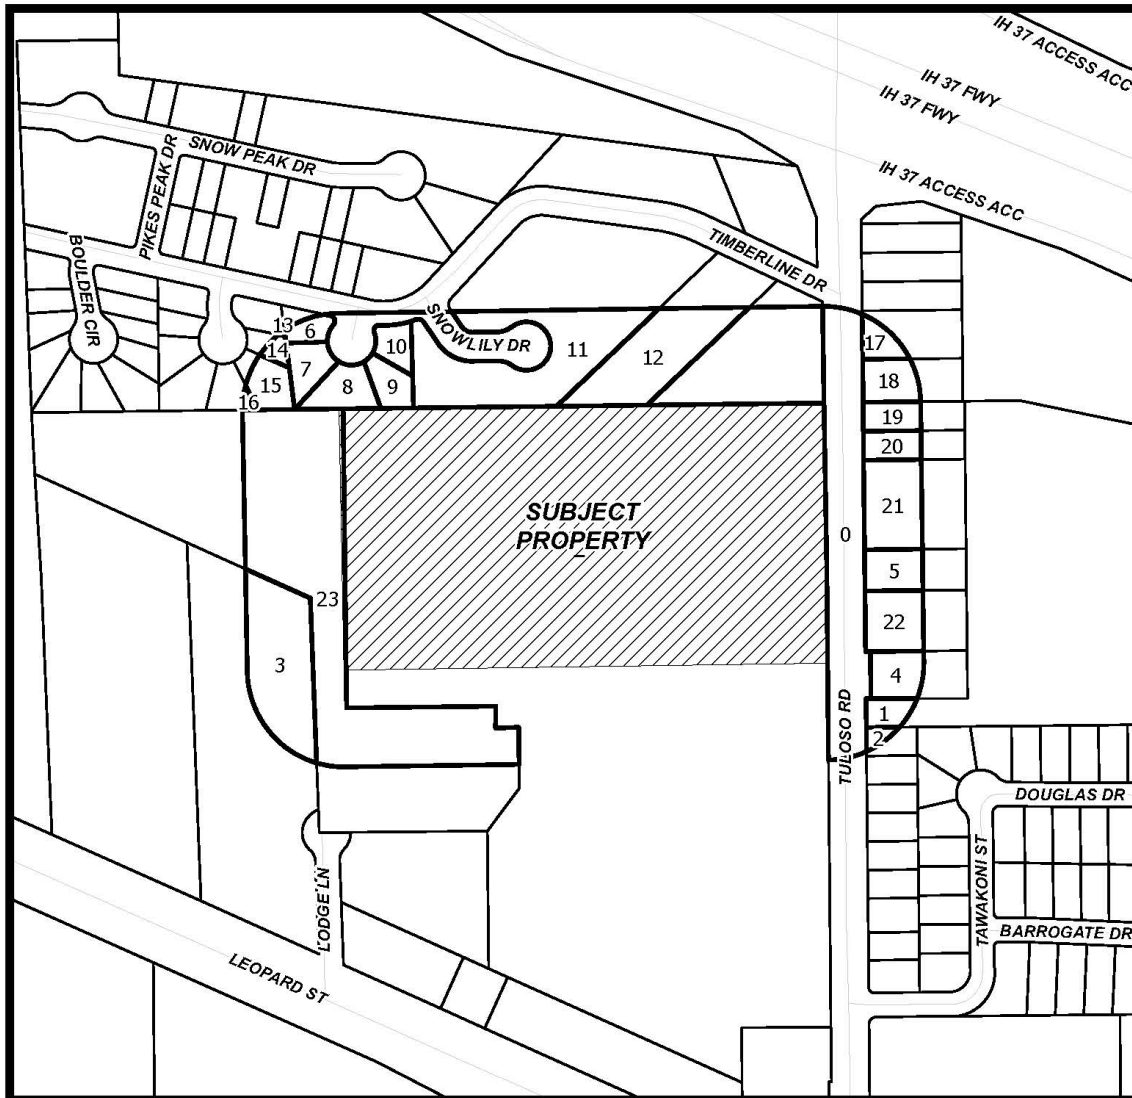 IH 37 ACCESS ACC
IH 37 FWY
IH 37 FWY
SNOW PEAK DR
PIKES PEAK DR
IH 37 ACCESS ACC
BOULDER CIR
TIMBERLINE DR
SNOWLILY DR
13
6
14
10
7
11
12
17
15
8
9
18
16
19
20
SUBJECT
PROPERTY
21
0
5
23
22
3
4
1
2
TULOSO RD
DOUGLAS DR
TAWAKONI ST
LODGE LN
BARROGATE DR
LEOPARD ST